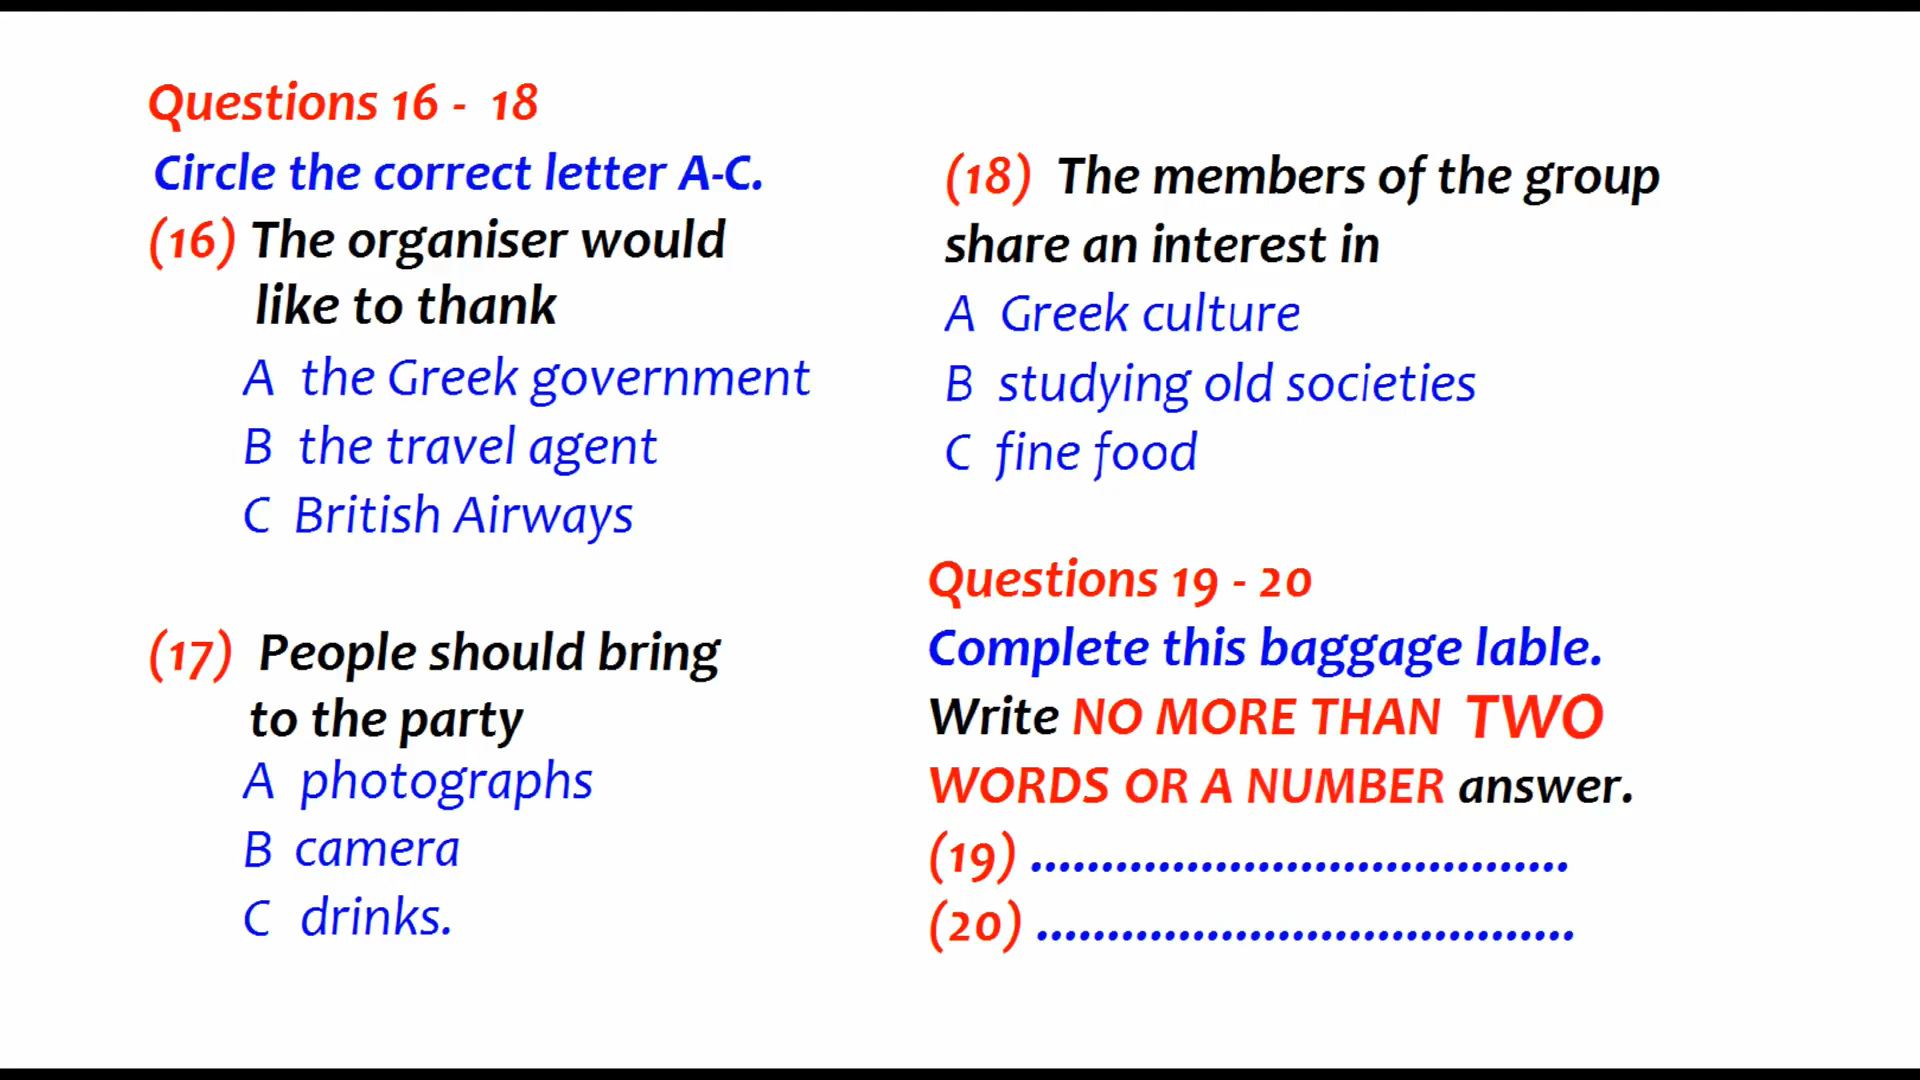 Questions 16 - 18
Circle the correct letter A-C.
(16) The organiser would
like to thank
A the Greek government
B the travel agent
C British Airways
(17) People should bring
to the party
A photographs
B camera
C drinks.
(18) The members of the group
share an interest in
A Greek culture
B studying old societies
C fine food
Questions 19 - 20
Complete this baggage lable.
Write NO MORE THAN TWO
WORDS OR A NUMBER answer.
(19) ......................................
(20) ......................................